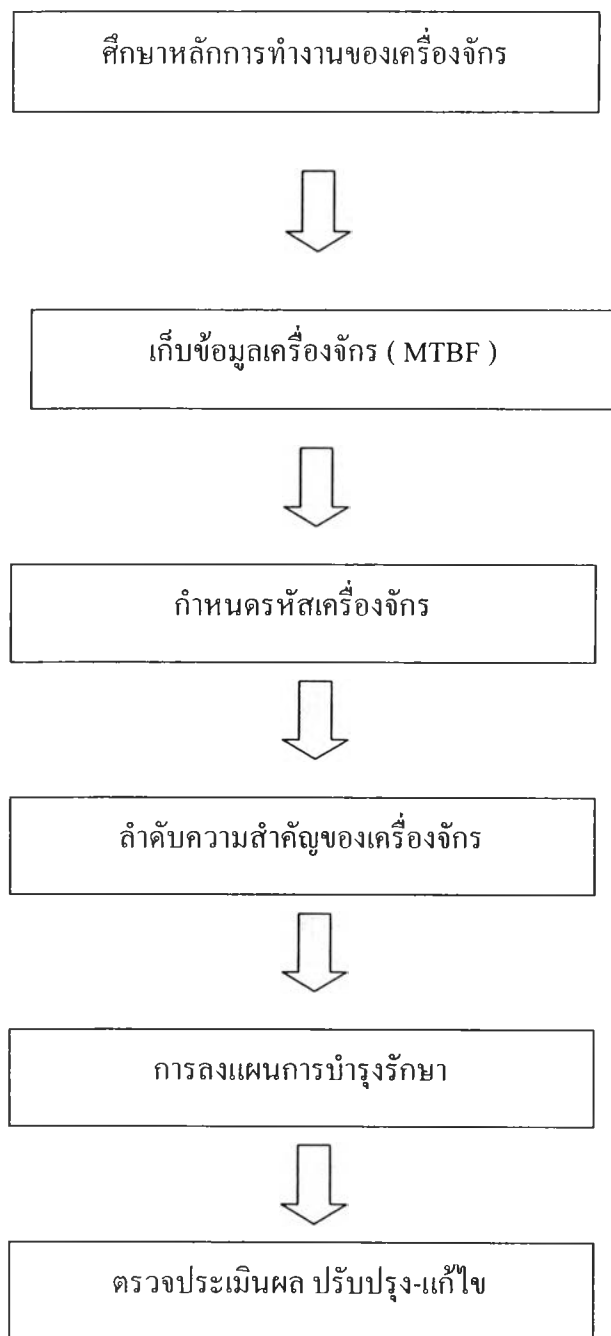 ศึกษาหลักการทำงานของเครื่องจักร
เก็บข้อมูลเครื่องจักร ( MTBF )
กำหนดรหัสเครื่องจักร
ลำดับความสำคัญของเครื่องจักร
การลงแผนการบำรุงรักษา
ตรวจประเมินผล ปรับปรุง-แก้ไข